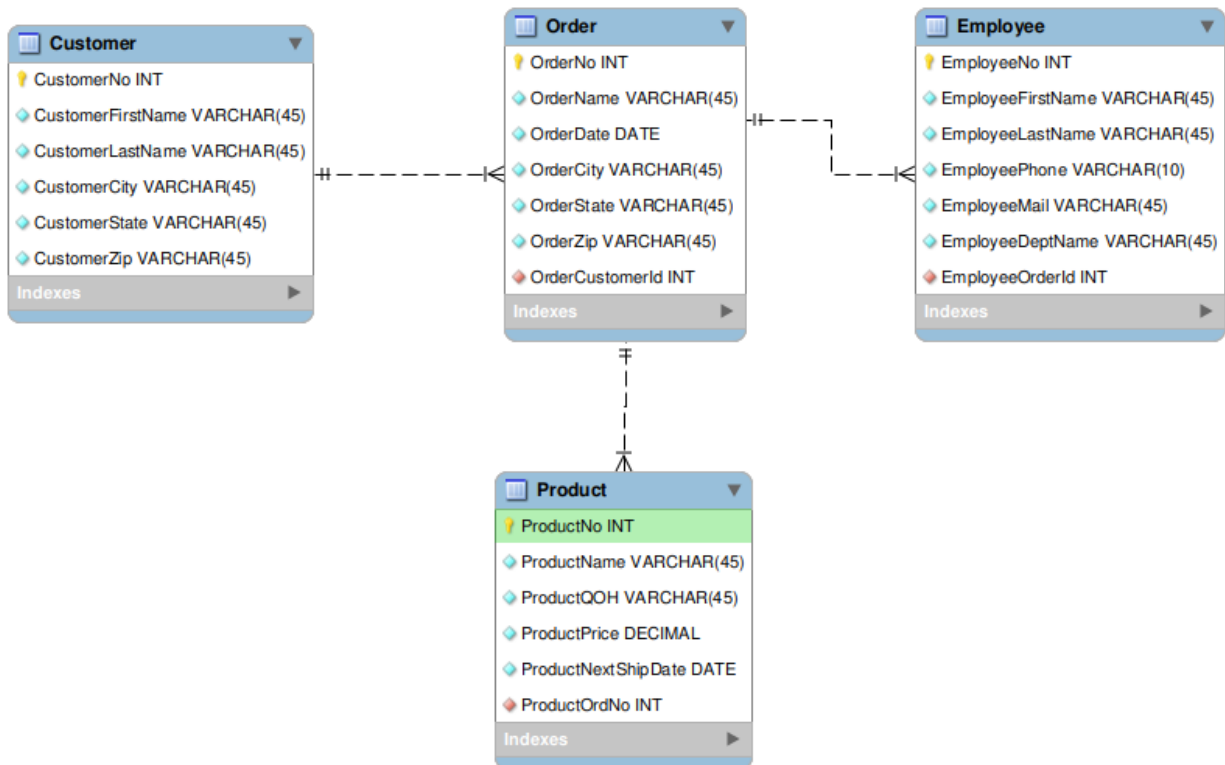 Customer
CustomerNo INT
CustomerFirstName VARCHAR(45)
CustomerLastName VARCHAR(45)
CustomerCity VARCHAR(45)
CustomerState VARCHAR(45)
CustomerZip VARCHAR(45)
Indexes
Order
OrderNo INT
OrderName VARCHAR(45)
OrderDate DATE
OrderCity VARCHAR(45)
OrderState VARCHAR(45)
OrderZip VARCHAR(45)
OrderCustomerId INT
Indexes
Employee
EmployeeNo INT
EmployeeFirstName VARCHAR(45)
EmployeeLastName VARCHAR(45)
EmployeePhone VARCHAR(10)
EmployeeMail VARCHAR(45)
EmployeeDeptName VARCHAR(45)
EmployeeOrderId INT
Indexes
Product
ProductNo INT
ProductName VARCHAR(45)
ProductQOH VARCHAR(45)
ProductPrice DECIMAL
ProductNextShipDate DATE
ProductOrdNo INT
Indexes